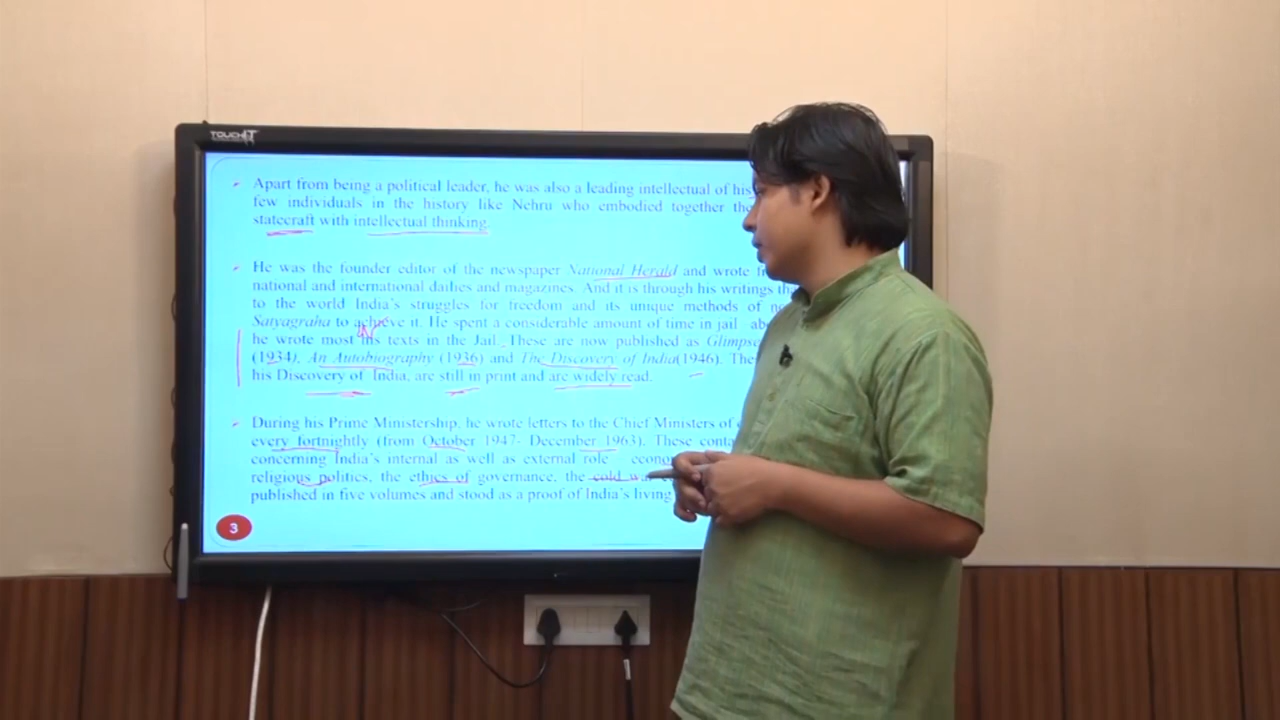 TOUCHIT
Apart from being a political leader, he was also a leading intellectual of his
few individuals in the history like Nehru who embodied together
statecraft with intellectual thinking.
He was the founder editor of the newspaper National Herald and wrote
national and international dailies and magazines. And it is through his writings
to the world India's struggles for freedom and its unique methods of
Satyagraha to achieve it. He spent a considerable amount of time in jail
he wrote most his texts in the Jail. These are now published as
(1934), An Autobiography (1936) and The Discovery of India(1946).
his Discovery of India, are still in print and are widely read.
During his Prime Ministership, he wrote letters to the Chief Ministers of
every fortnightly (from October 1947- December 1963). These
concerning India's internal as well as external role
religious politics, the ethics of governance, the cold
published in five volumes and stood as a proof of India's living
3